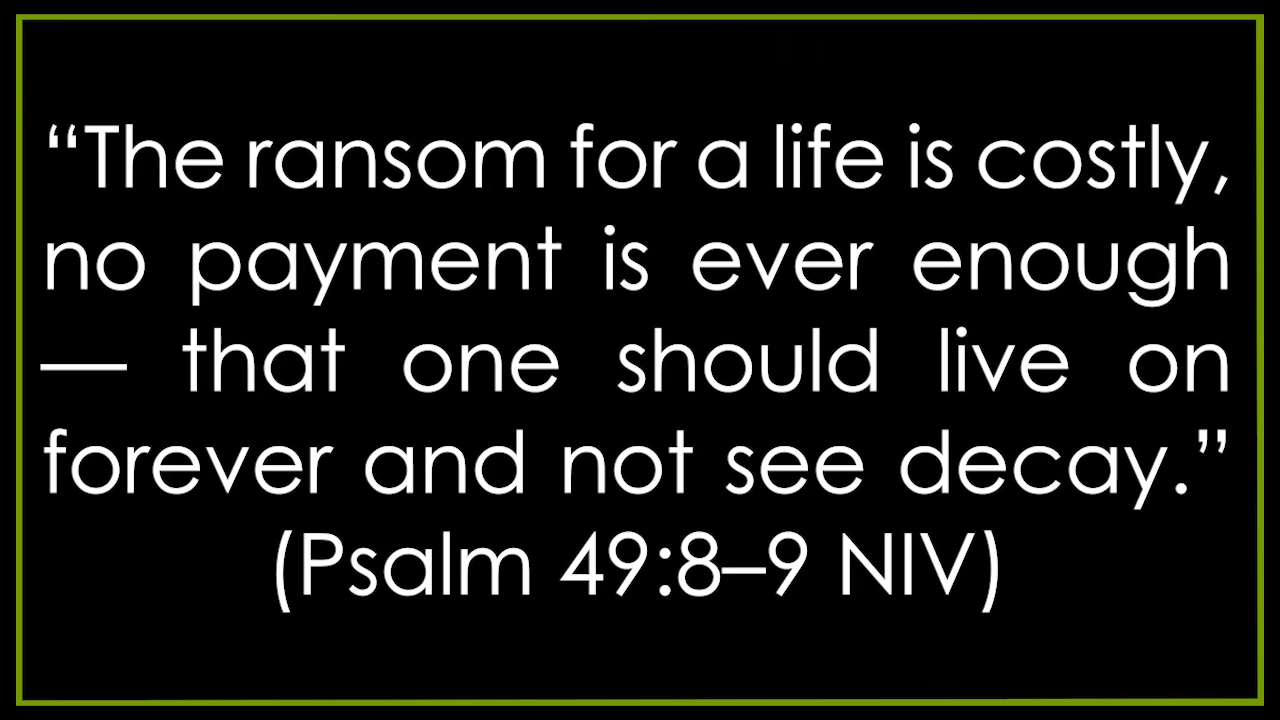 “The ransom for a life is costly,
no payment is ever enough
— that one should live on
forever and not see decay.”
(Psalm 49:8–9 NIV)